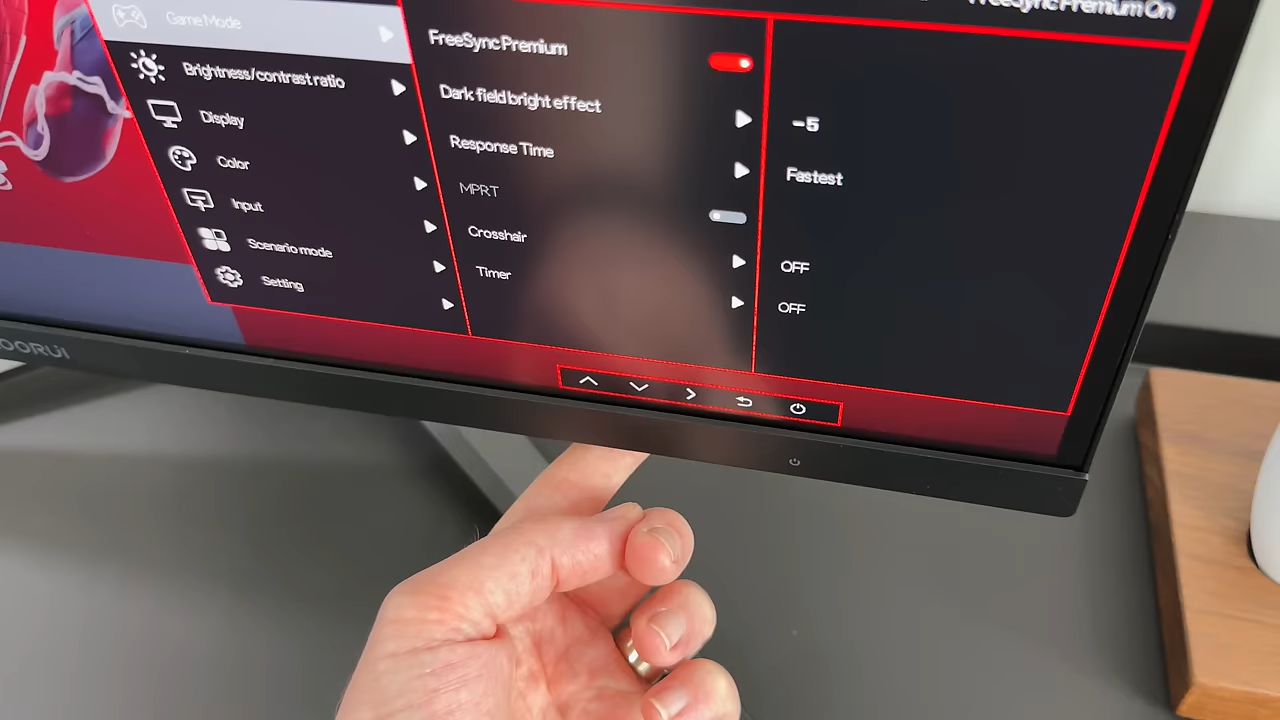 FreeSync Premium On
Game Mode
Brightness/contrast ratio
Display
Color
Input
Scenario mode
Setting
FreeSync Premium
Dark field bright effect
-5
Response Time
Fastest
MPRT
Crosshair
OFF
Timer
OFF
OORUI